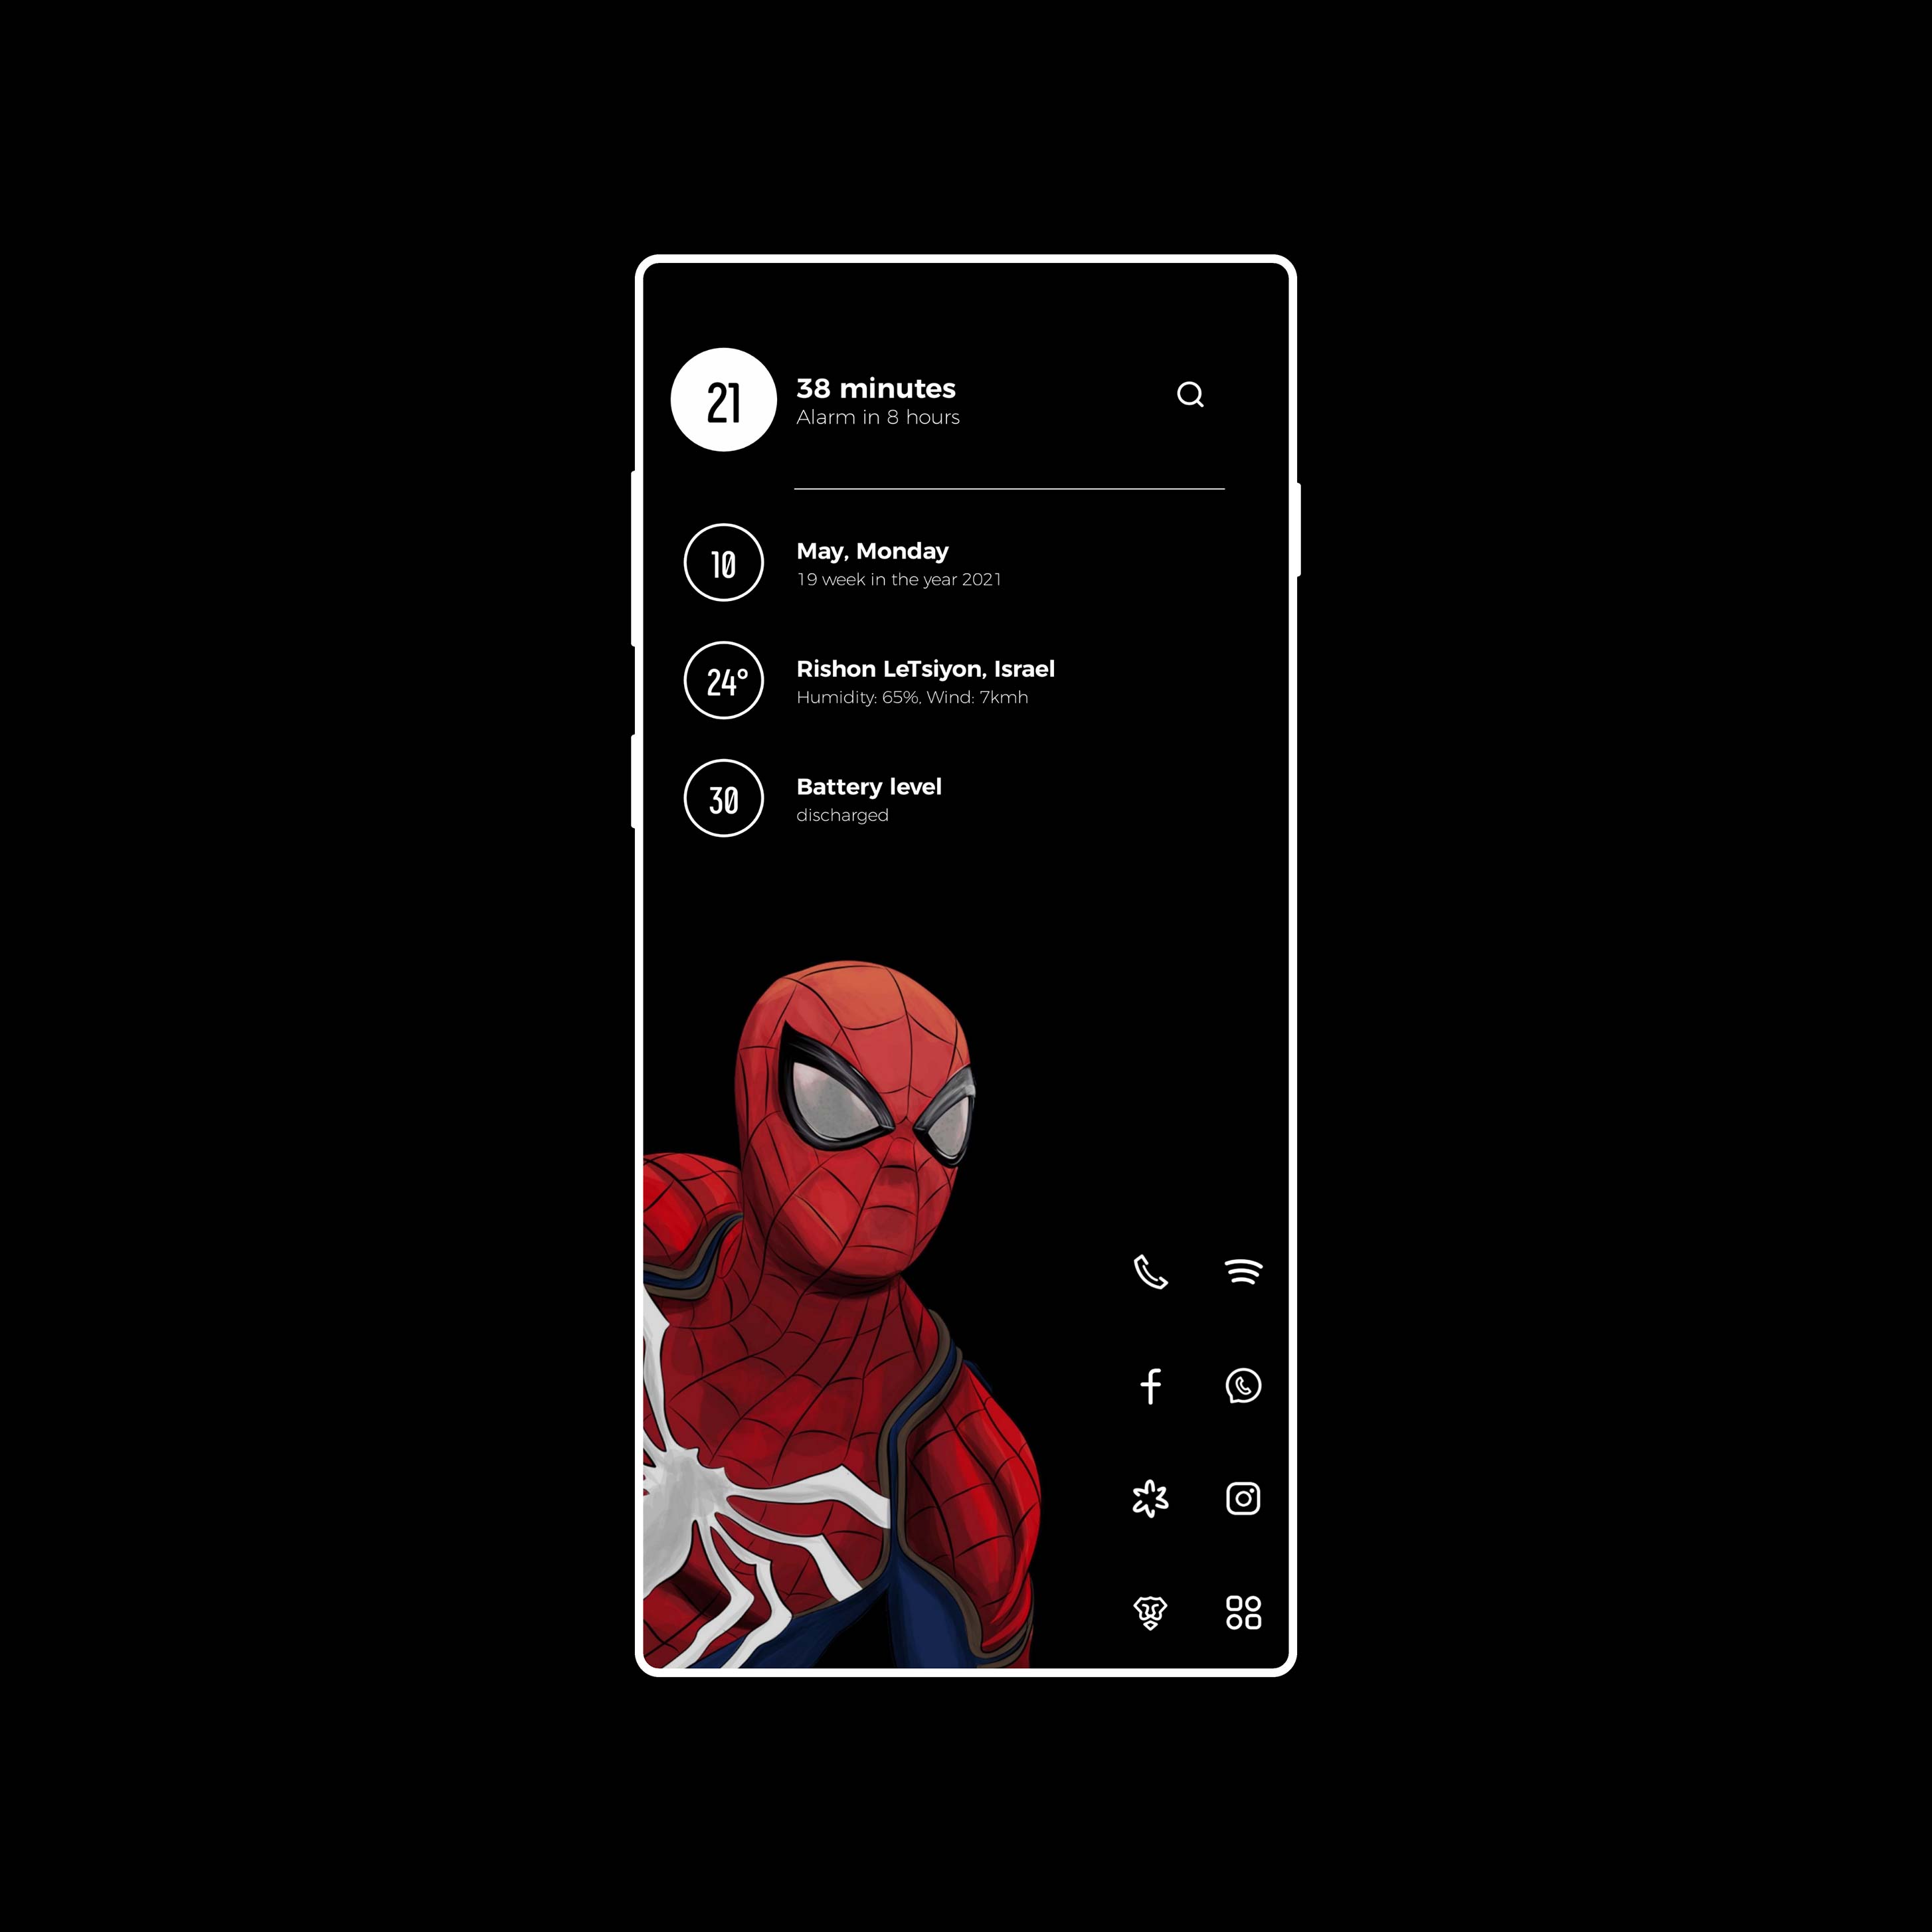 21
38 minutes
Alarm in 8 hours
10
May, Monday
19 week in the year 2021
24°
Rishon LeTsiyon, Israel
Humidity: 65%, Wind: 7kmh
30
Battery level
discharged